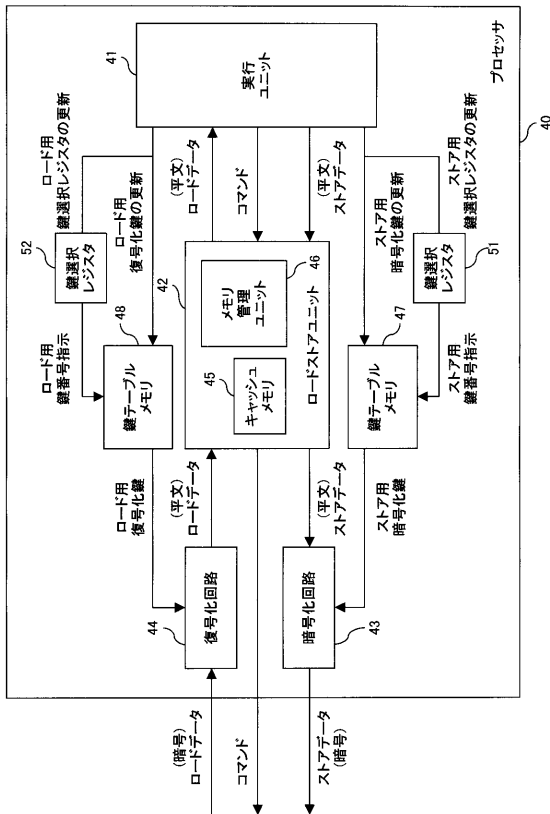 プロセッサ
40
41
実行
ユニット
ロード用
鍵選択レジスタの更新
ロード用
復号化鍵の更新
(平文)
ロードデータ
コマンド
(平文)
ストアデータ
ストア用
暗号化鍵の更新
ストア用
鍵選択レジスタの更新
52
鍵選択
レジスタ
48
鍵テーブル
メモリ
42
46
メモリ
管理
ユニット
45
キャッシュ
メモリ
ロードストアユニット
47
鍵テーブル
メモリ
51
鍵選択
レジスタ
ロード用
鍵番号指示
ストア用
鍵番号指示
ロード用
復号化鍵
(平文)
ロードデータ
(平文)
ストアデータ
ストア用
暗号化鍵
44
復号化回路
43
暗号化回路
(暗号)
ロードデータ
コマンド
ストアデータ
(暗号)